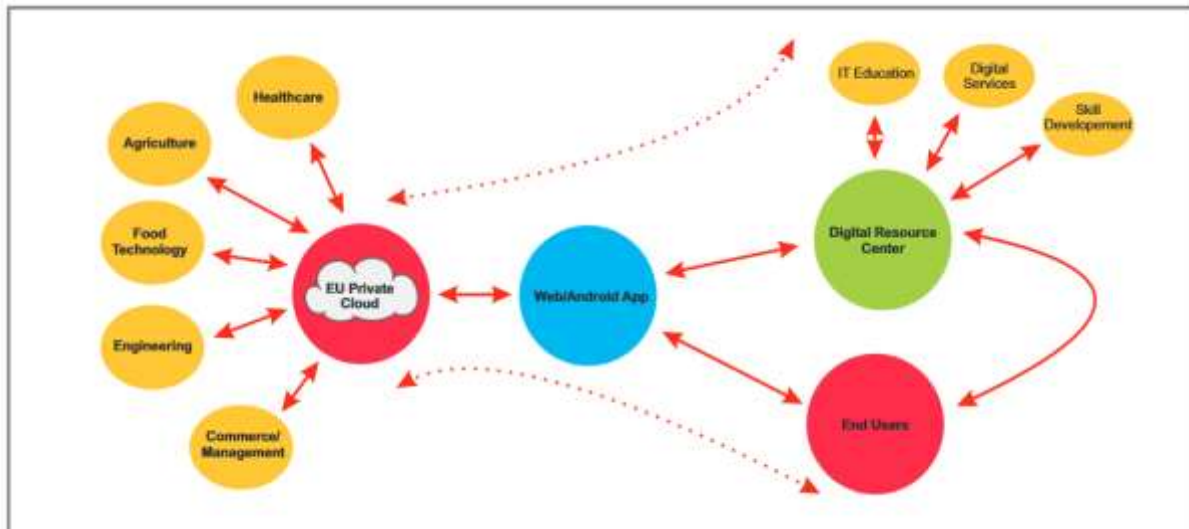 Healthcare
Agriculture
Food
Technology
Engineering
Commerce/
Management
EU Private
Cloud
Web/Android App
IT Education
Digital
Services
Skill
Developement
Digital Resource
Center
End Users